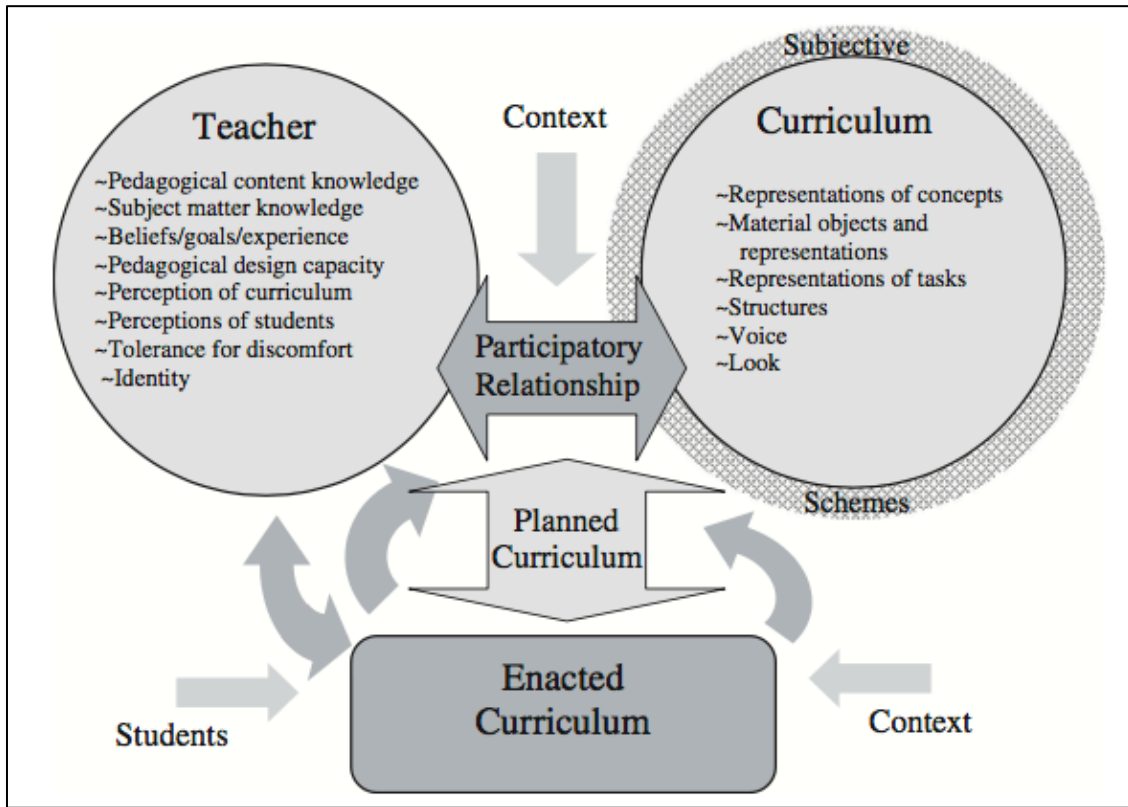 Teacher
~Pedagogical content knowledge
~Subject matter knowledge
~Beliefs/goals/experience
~Pedagogical design capacity
~Perception of curriculum
~Perceptions of students
~Tolerance for discomfort
~Identity
Context
Subjective
Curriculum
~Representations of concepts
~Material objects and
representations
~Representations of tasks
~Structures
~Voice
~Look
Schemes
Participatory
Relationship
Planned
Curriculum
Enacted
Curriculum
Students
Context